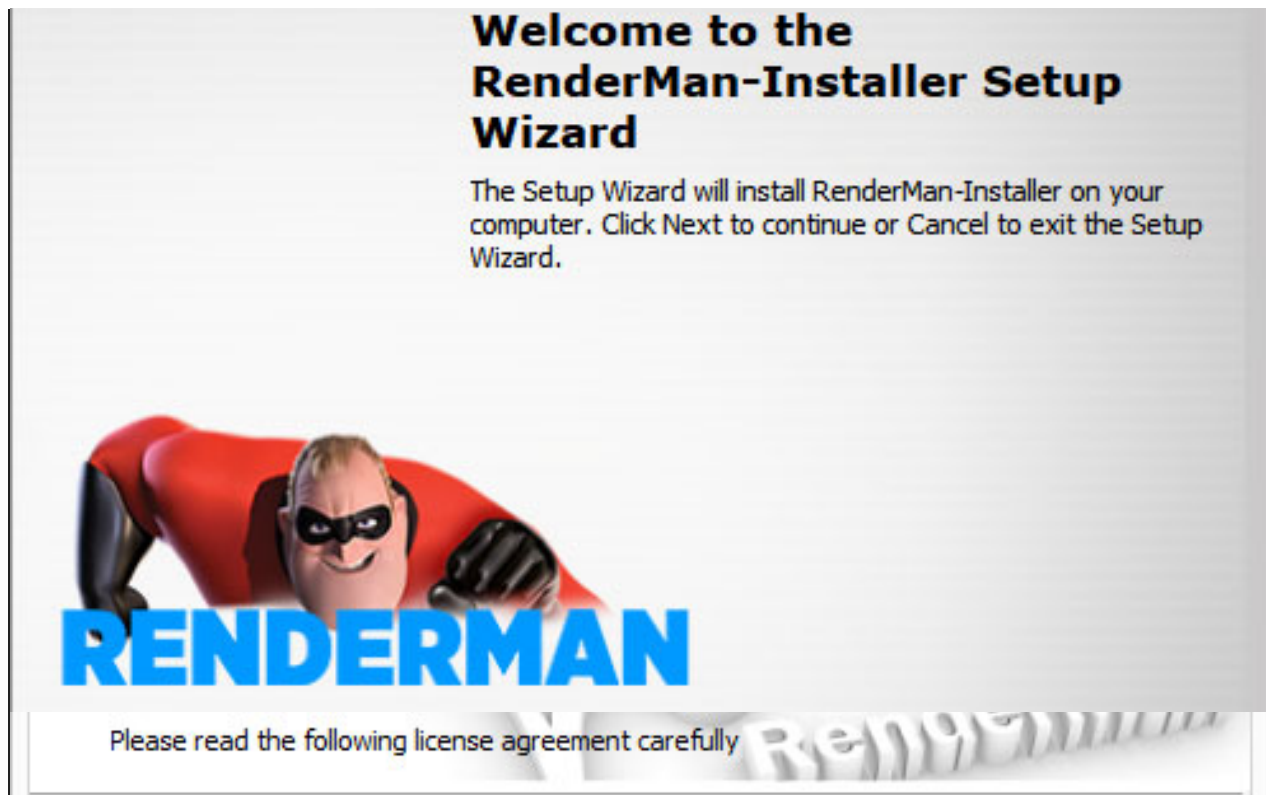 Welcome to the
RenderMan-Installer Setup
Wizard
The Setup Wizard will install RenderMan-Installer on your
computer. Click Next to continue or Cancel to exit the Setup
Wizard.
RENDERMAN
Please read the following license agreement carefully
RenderMan